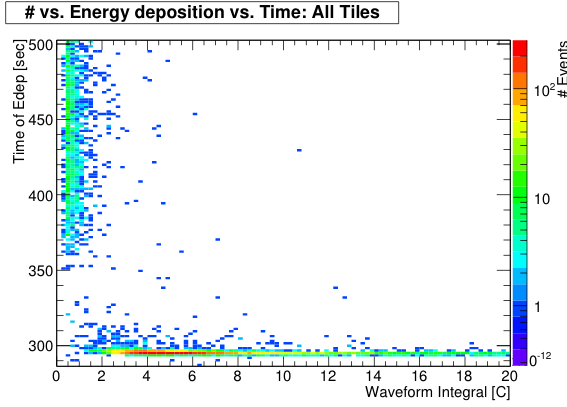 # vs. Energy deposition vs. Time: All Tiles
Time of Edep [sec]
500
450
400
350
300
0 2 4 6 8 10 12 14 16 18 20
Waveform Integral [C]
# Events
10²
10
1
0⁻¹²